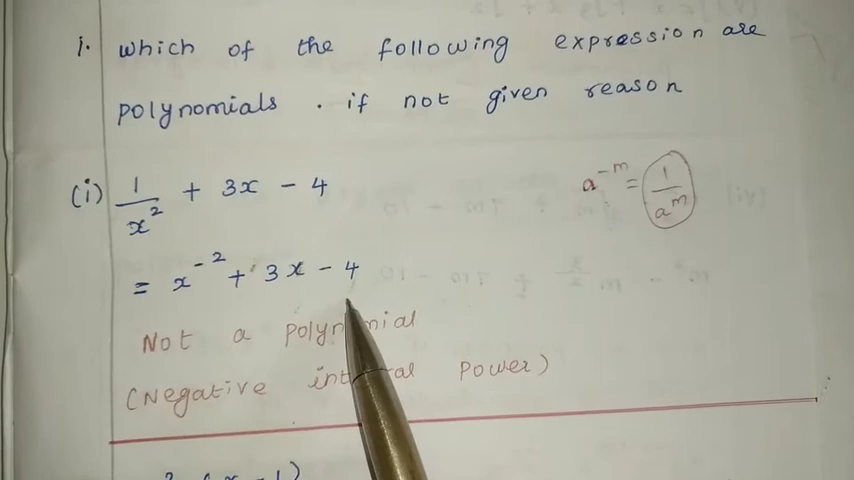 1. which of the following expression are
polynomials . if not given reason
(i) 1/x² + 3x - 4
a⁻ᵐ = 1/aᵐ
= x⁻² + 3x - 4
Not a polynomial
(Negative integral power)